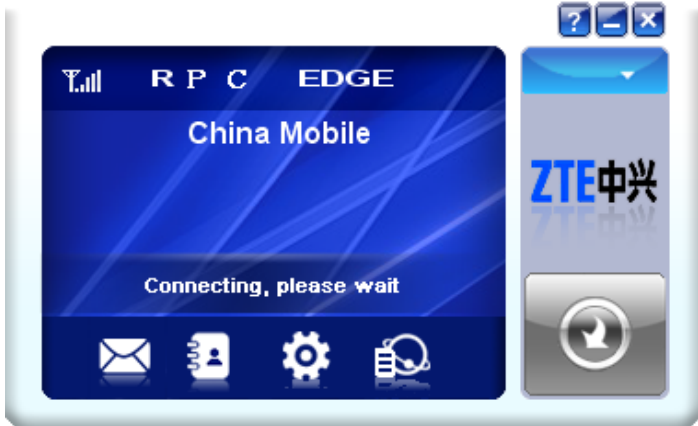 ?
R P C EDGE
China Mobile
ZTE中兴
Connecting, please wait